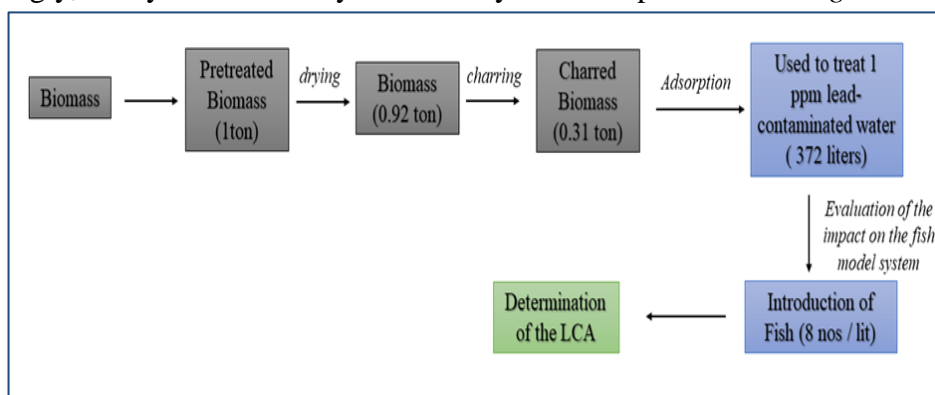 Biomass
Pretreated
Biomass
(1ton)
drying
Biomass
(0.92 ton)
charring
Charred
Biomass
(0.31 ton)
Adsorption
Used to treat 1
ppm lead-
contaminated water
( 372 liters)
Evaluation of the
impact on the fish
model system
Introduction of
Fish (8 nos / lit)
Determination
of the LCA